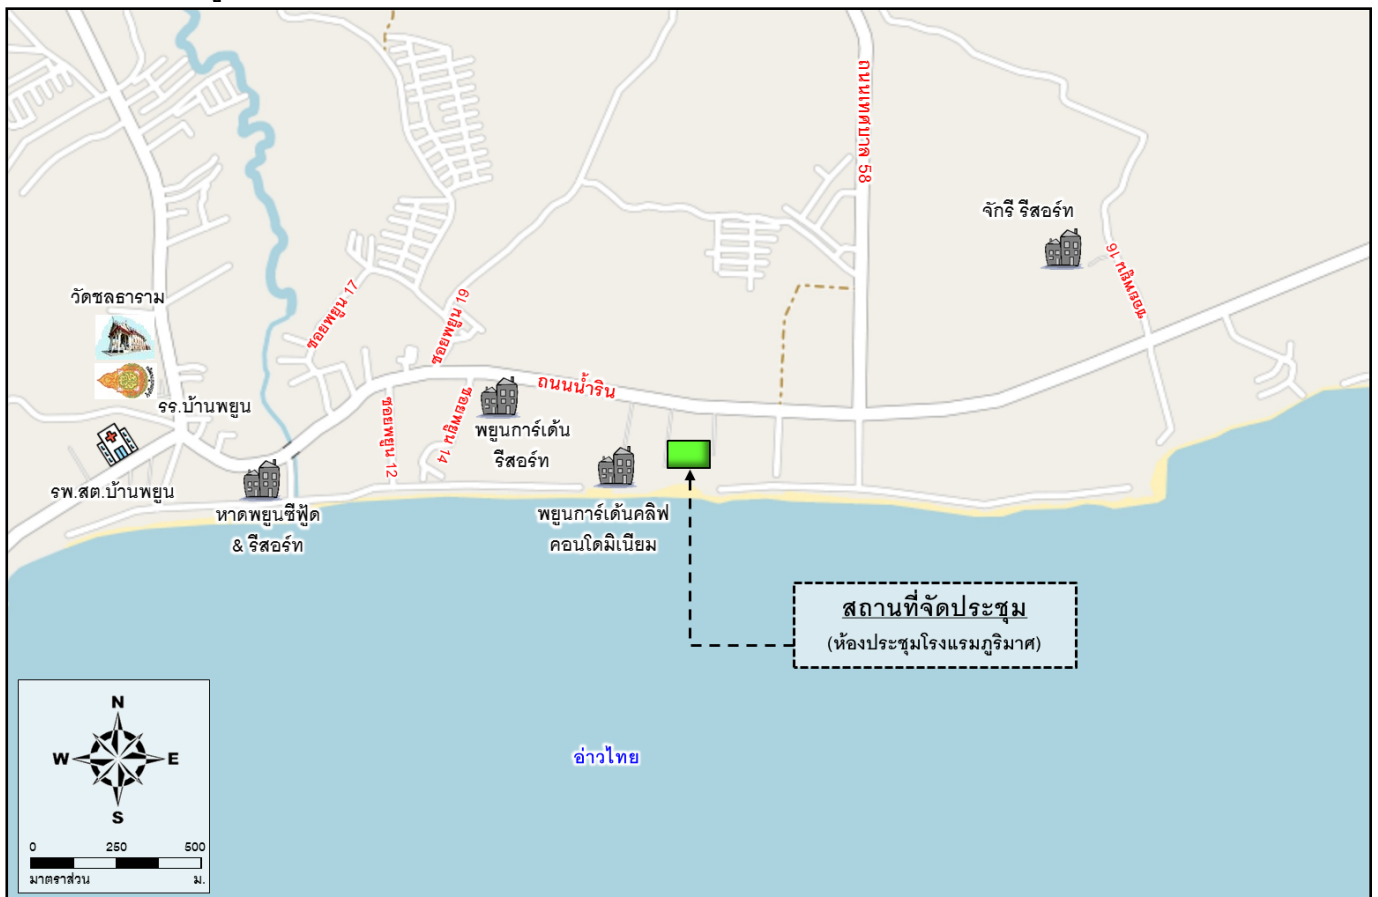 ถนนเทศบาล 58
จักรี รีสอร์ท
ซอยพยูน 16
วัดชลธาราม
ซอยพยูน 17
ซอยพยูน 19
ถนนน้ำริน
รร.บ้านพยูน
ซอยพยูน 12
ซอยพยูน 14
พยูนการ์เด้น
รีสอร์ท
รพ.สต.บ้านพยูน
หาดพยูนซีฟู้ด
& รีสอร์ท
พยูนการ์เด้นคลิฟ
คอนโดมิเนียม
สถานที่จัดประชุม
(ห้องประชุมโรงแรมภูริมาศ)
อ่าวไทย
N
W E
S
0 250 500
มาตราส่วน ม.